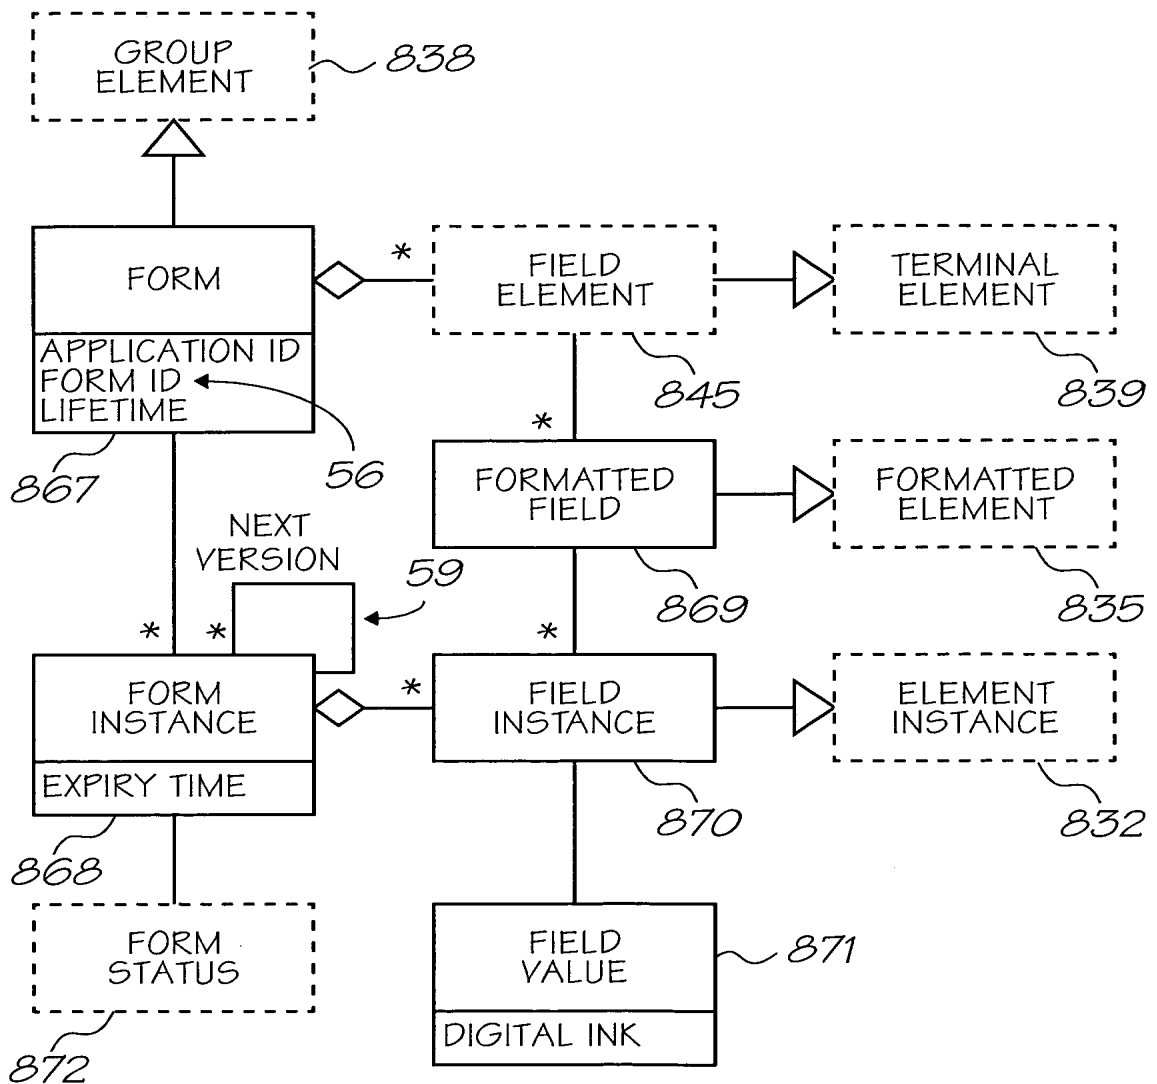 GROUP
ELEMENT
838
FORM
*
FIELD
ELEMENT
TERMINAL
ELEMENT
APPLICATION ID
FORM ID
LIFETIME
845
839
867
56
*
FORMATTED
FIELD
FORMATTED
ELEMENT
NEXT
VERSION
59
869
835
*
*
*
FORM
INSTANCE
*
FIELD
INSTANCE
ELEMENT
INSTANCE
EXPIRY TIME
870
832
868
FORM
STATUS
FIELD
VALUE
871
DIGITAL INK
872